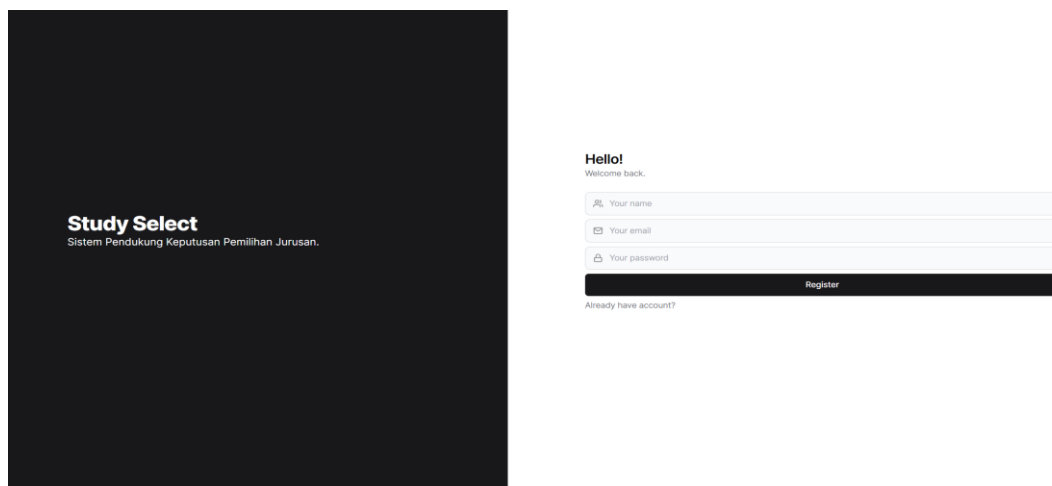 Study Select
Sistem Pendukung Keputusan Pemilihan Jurusan.
Hello!
Welcome back.
Your name
Your email
Your password
Register
Already have account?